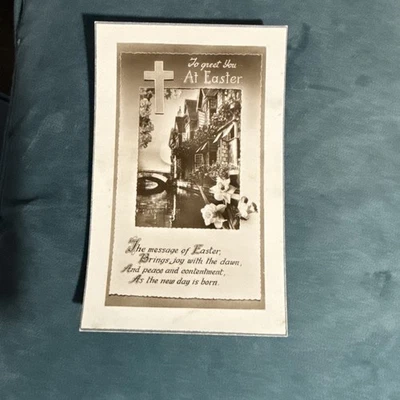 To greet You
At Easter
The message of Easter,
Brings joy with the dawn,
And peace and contentment,
As the new day is born.